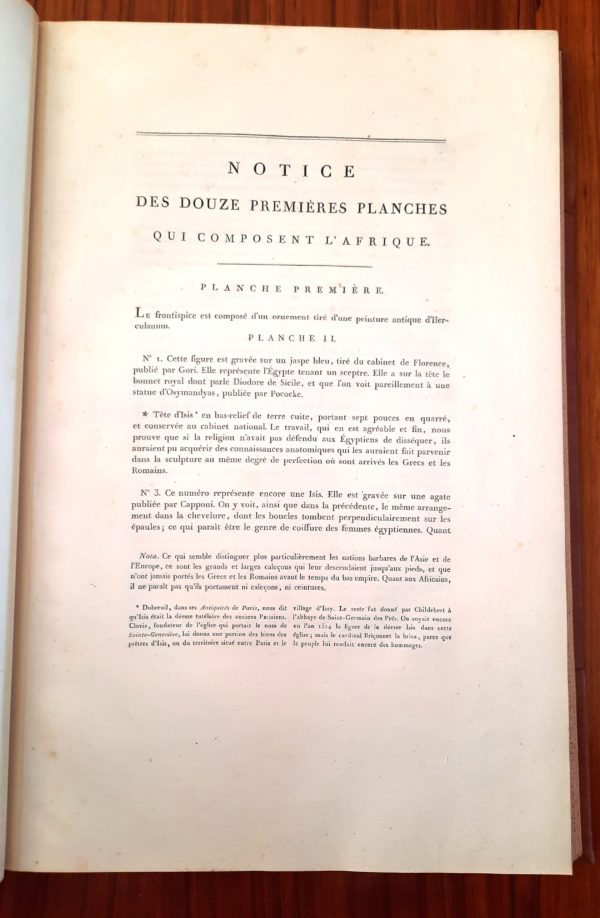 NOTICE
DES DOUZE PREMIÈRES PLANCHES
QUI COMPOSENT L'AFRIQUE.
PLANCHE PREMIÈRE.
LE frontispice est composé d'un ornement tiré d'une peinture antique d'Her-
culanum.
PLANCHE II.
N° 1. Cette figure est gravée sur un jaspe bleu, tiré du cabinet de Florence,
publié par Gori. Elle représente l'Égypte tenant un sceptre. Elle a sur la tête le
bonnet royal dont parle Diodore de Sicile, et que l'on voit pareillement à une
statue d'Osymandyas, publiée par Pococke.
* Tête d'Isis * en bas-relief de terre cuite, portant sept pouces en quarré,
et conservée au cabinet national. Le travail, qui en est agréable et fin, nous
prouve que si la religion n'avait pas défendu aux Égyptiens de disséquer, ils
auraient pu acquérir des connaissances anatomiques qui les auraient fait parvenir
dans la sculpture au même degré de perfection où sont arrivés les Grecs et les
Romains.
N° 3. Ce numéro représente encore une Isis. Elle est gravée sur une agate
publiée par Capponi. On y voit, ainsi que dans la précédente, le même arrange-
ment dans la chevelure, dont les boucles tombent perpendiculairement sur les
épaules; ce qui paraît être le genre de coiffure des femmes égyptiennes. Quant
Nota. Ce qui semble distinguer plus particulièrement les nations barbares de l'Asie et de
l'Europe, ce sont les grands et larges caleçons qui leur descendaient jusqu'aux pieds, et que
n'ont jamais portés les Grecs et les Romains avant le temps du bas empire. Quant aux Africains,
il ne paraît pas qu'ils portassent ni caleçons, ni ceintures.
* Dubreuil, dans ses Antiquités de Paris, nous dit
qu'Isis était la déesse tutélaire des anciens Parisiens.
Clovis, fondateur de l'église qui portait le nom de
Sainte-Geneviève, lui donna une portion des biens des
prêtres d'Isis, ou du territoire situé entre Paris et le
village d'Issy. Le reste fut donné par Childebert à
l'abbaye de Saint-Germain des Prés. On voyait encore
en l'an 1514 la figure de la déesse Isis dans cette
église; mais le cardinal Briçonnet la brisa, parce que
le peuple lui rendait encore des hommages.